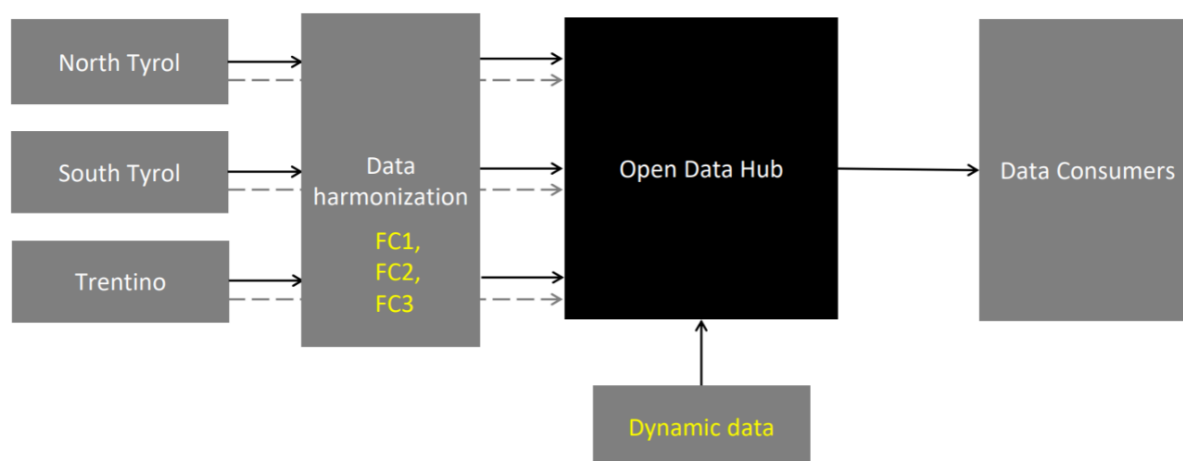 North Tyrol
South Tyrol
Trentino
Data
harmonization
FC1,
FC2,
FC3
Open Data Hub
Data Consumers
Dynamic data